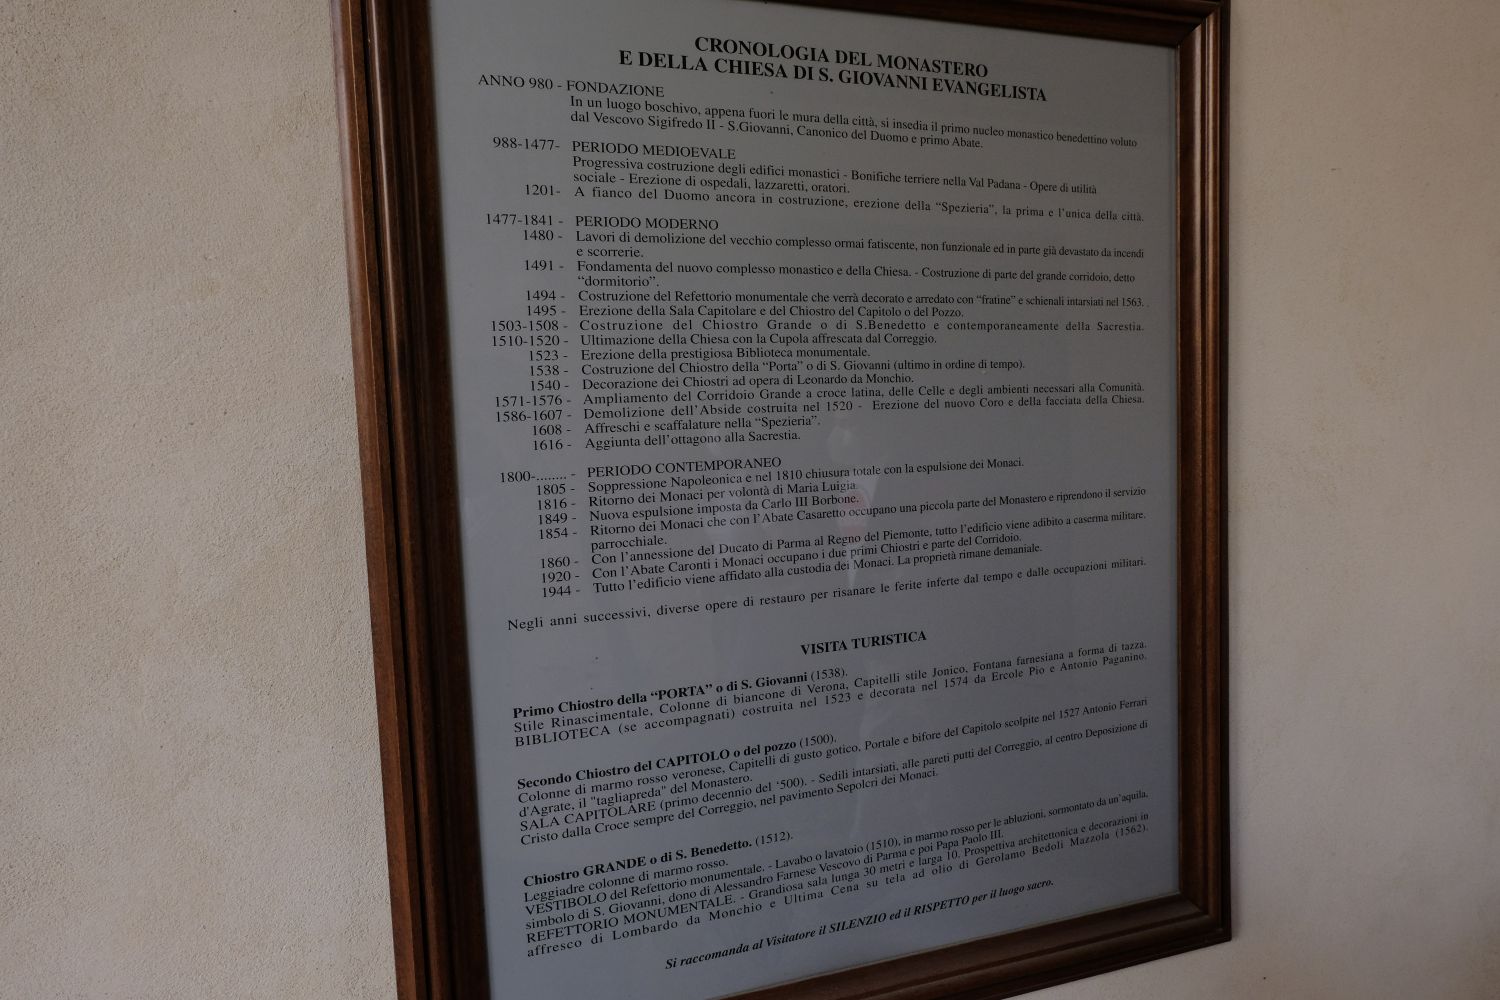 CRONOLOGIA DEL MONASTERO
E DELLA CHIESA DI S. GIOVANNI EVANGELISTA
ANNO 980 - FONDAZIONE
In un luogo boschivo, appena fuori le mura della città, si insedia il primo nucleo monastico benedettino voluto
dal Vescovo Sigifredo II - S.Giovanni, Canonico del Duomo e primo Abate.
988-1477- PERIODO MEDIOEVALE
Progressiva costruzione degli edifici monastici - Bonifiche terriere nella Val Padana - Opere di utilità
sociale - Erezione di ospedali, lazzaretti, oratori.
1201- A fianco del Duomo ancora in costruzione, erezione della “Spezieria”, la prima e l'unica della città.
1477-1841 - PERIODO MODERNO
1480 - Lavori di demolizione del vecchio complesso ormai fatiscente, non funzionale ed in parte già devastato da incendi
e scorrerie.
1491 - Fondamenta del nuovo complesso monastico e della Chiesa. - Costruzione di parte del grande corridoio, detto
“dormitorio”.
1494 - Costruzione del Refettorio monumentale che verrà decorato e arredato con “fratine” e schienali intarsiati nel 1563.
1495 - Erezione della Sala Capitolare e del Chiostro del Capitolo o del Pozzo.
1503-1508 - Costruzione del Chiostro Grande o di S.Benedetto e contemporaneamente della Sacrestia.
1510-1520 - Ultimazione della Chiesa con la Cupola affrescata dal Correggio.
1523 - Erezione della prestigiosa Biblioteca monumentale.
1538 - Costruzione del Chiostro della “Porta” o di S. Giovanni (ultimo in ordine di tempo).
1540 - Decorazione dei Chiostri ad opera di Leonardo da Monchio.
1571-1576 - Ampliamento del Corridoio Grande a croce latina, delle Celle e degli ambienti necessari alla Comunità.
1586-1607 - Demolizione dell'Abside costruita nel 1520 - Erezione del nuovo Coro e della facciata della Chiesa.
1608 - Affreschi e scaffalature nella “Spezieria”.
1616 - Aggiunta dell'ottagono alla Sacrestia.
1800-........ - PERIODO CONTEMPORANEO
1805 - Soppressione Napoleonica e nel 1810 chiusura totale con la espulsione dei Monaci.
1816 - Ritorno dei Monaci per volontà di Maria Luigia.
1849 - Nuova espulsione imposta da Carlo III Borbone.
1854 - Ritorno dei Monaci che con l'Abate Casaretto occupano una piccola parte del Monastero e riprendono il servizio
parrocchiale.
1860 - Con l'annessione del Ducato di Parma al Regno del Piemonte, tutto l'edificio viene adibito a caserma militare.
1920 - Con l'Abate Caronti i Monaci occupano i due primi Chiostri e parte del Corridoio.
1944 - Tutto l'edificio viene affidato alla custodia dei Monaci. La proprietà rimane demaniale.
Negli anni successivi, diverse opere di restauro per risanare le ferite inferte dal tempo e dalle occupazioni militari.
VISITA TURISTICA
Primo Chiostro della “PORTA” o di S. Giovanni (1538).
Stile Rinascimentale, Colonne di biancone di Verona, Capitelli stile Jonico, Fontana farnesiana a forma di tazza.
BIBLIOTECA (se accompagnati) costruita nel 1523 e decorata nel 1574 da Ercole Pio e Antonio Paganino.
Secondo Chiostro del CAPITOLO o del pozzo (1500).
Colonne di marmo rosso veronese, Capitelli di gusto gotico, Portale e bifore del Capitolo scolpite nel 1527 Antonio Ferrari
d'Agrate, il "tagliapreda" del Monastero.
SALA CAPITOLARE (primo decennio del ‘500). - Sedili intarsiati, alle pareti putti del Correggio, al centro Deposizione di
Cristo dalla Croce sempre del Correggio, nel pavimento Sepolcri dei Monaci.
Chiostro GRANDE o di S. Benedetto. (1512).
Leggiadre colonne di marmo rosso.
VESTIBOLO del Refettorio monumentale. - Lavabo o lavatoio (1510), in marmo rosso per le abluzioni, sormontato da un'aquila,
simbolo di S. Giovanni, dono di Alessandro Farnese Vescovo di Parma e poi Papa Paolo III.
REFETTORIO MONUMENTALE. - Grandiosa sala lunga 30 metri e larga 10. Prospettiva architettonica e decorazioni in
affresco di Lombardo da Monchio e Ultima Cena su tela ad olio di Gerolamo Bedoli Mazzola (1562).
Si raccomanda al Visitatore il SILENZIO ed il RISPETTO per il luogo sacro.